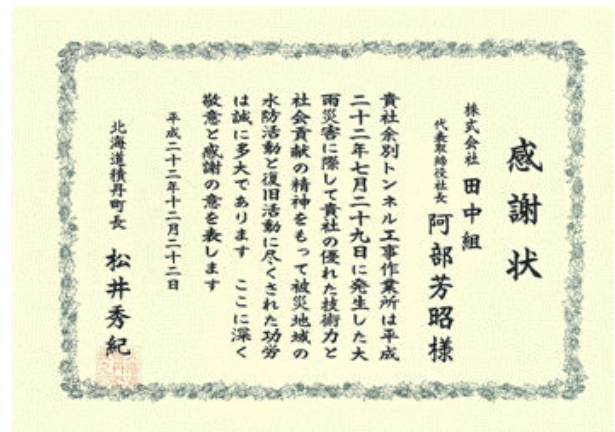 感謝状
株式会社 田中組
代表取締役社長 阿部芳昭様
貴社余別トンネル工事作業所は平成
二十二年七月二十九日に発生した大
雨災害に際して貴社の優れた技術力と
社会貢献の精神をもって被災地域の
水防活動と復旧活動に尽くされた功労
は誠に多大であります ここに深く
敬意と感謝の意を表します
平成二十二年十二月二十二日
北海道積丹町長 松井秀紀